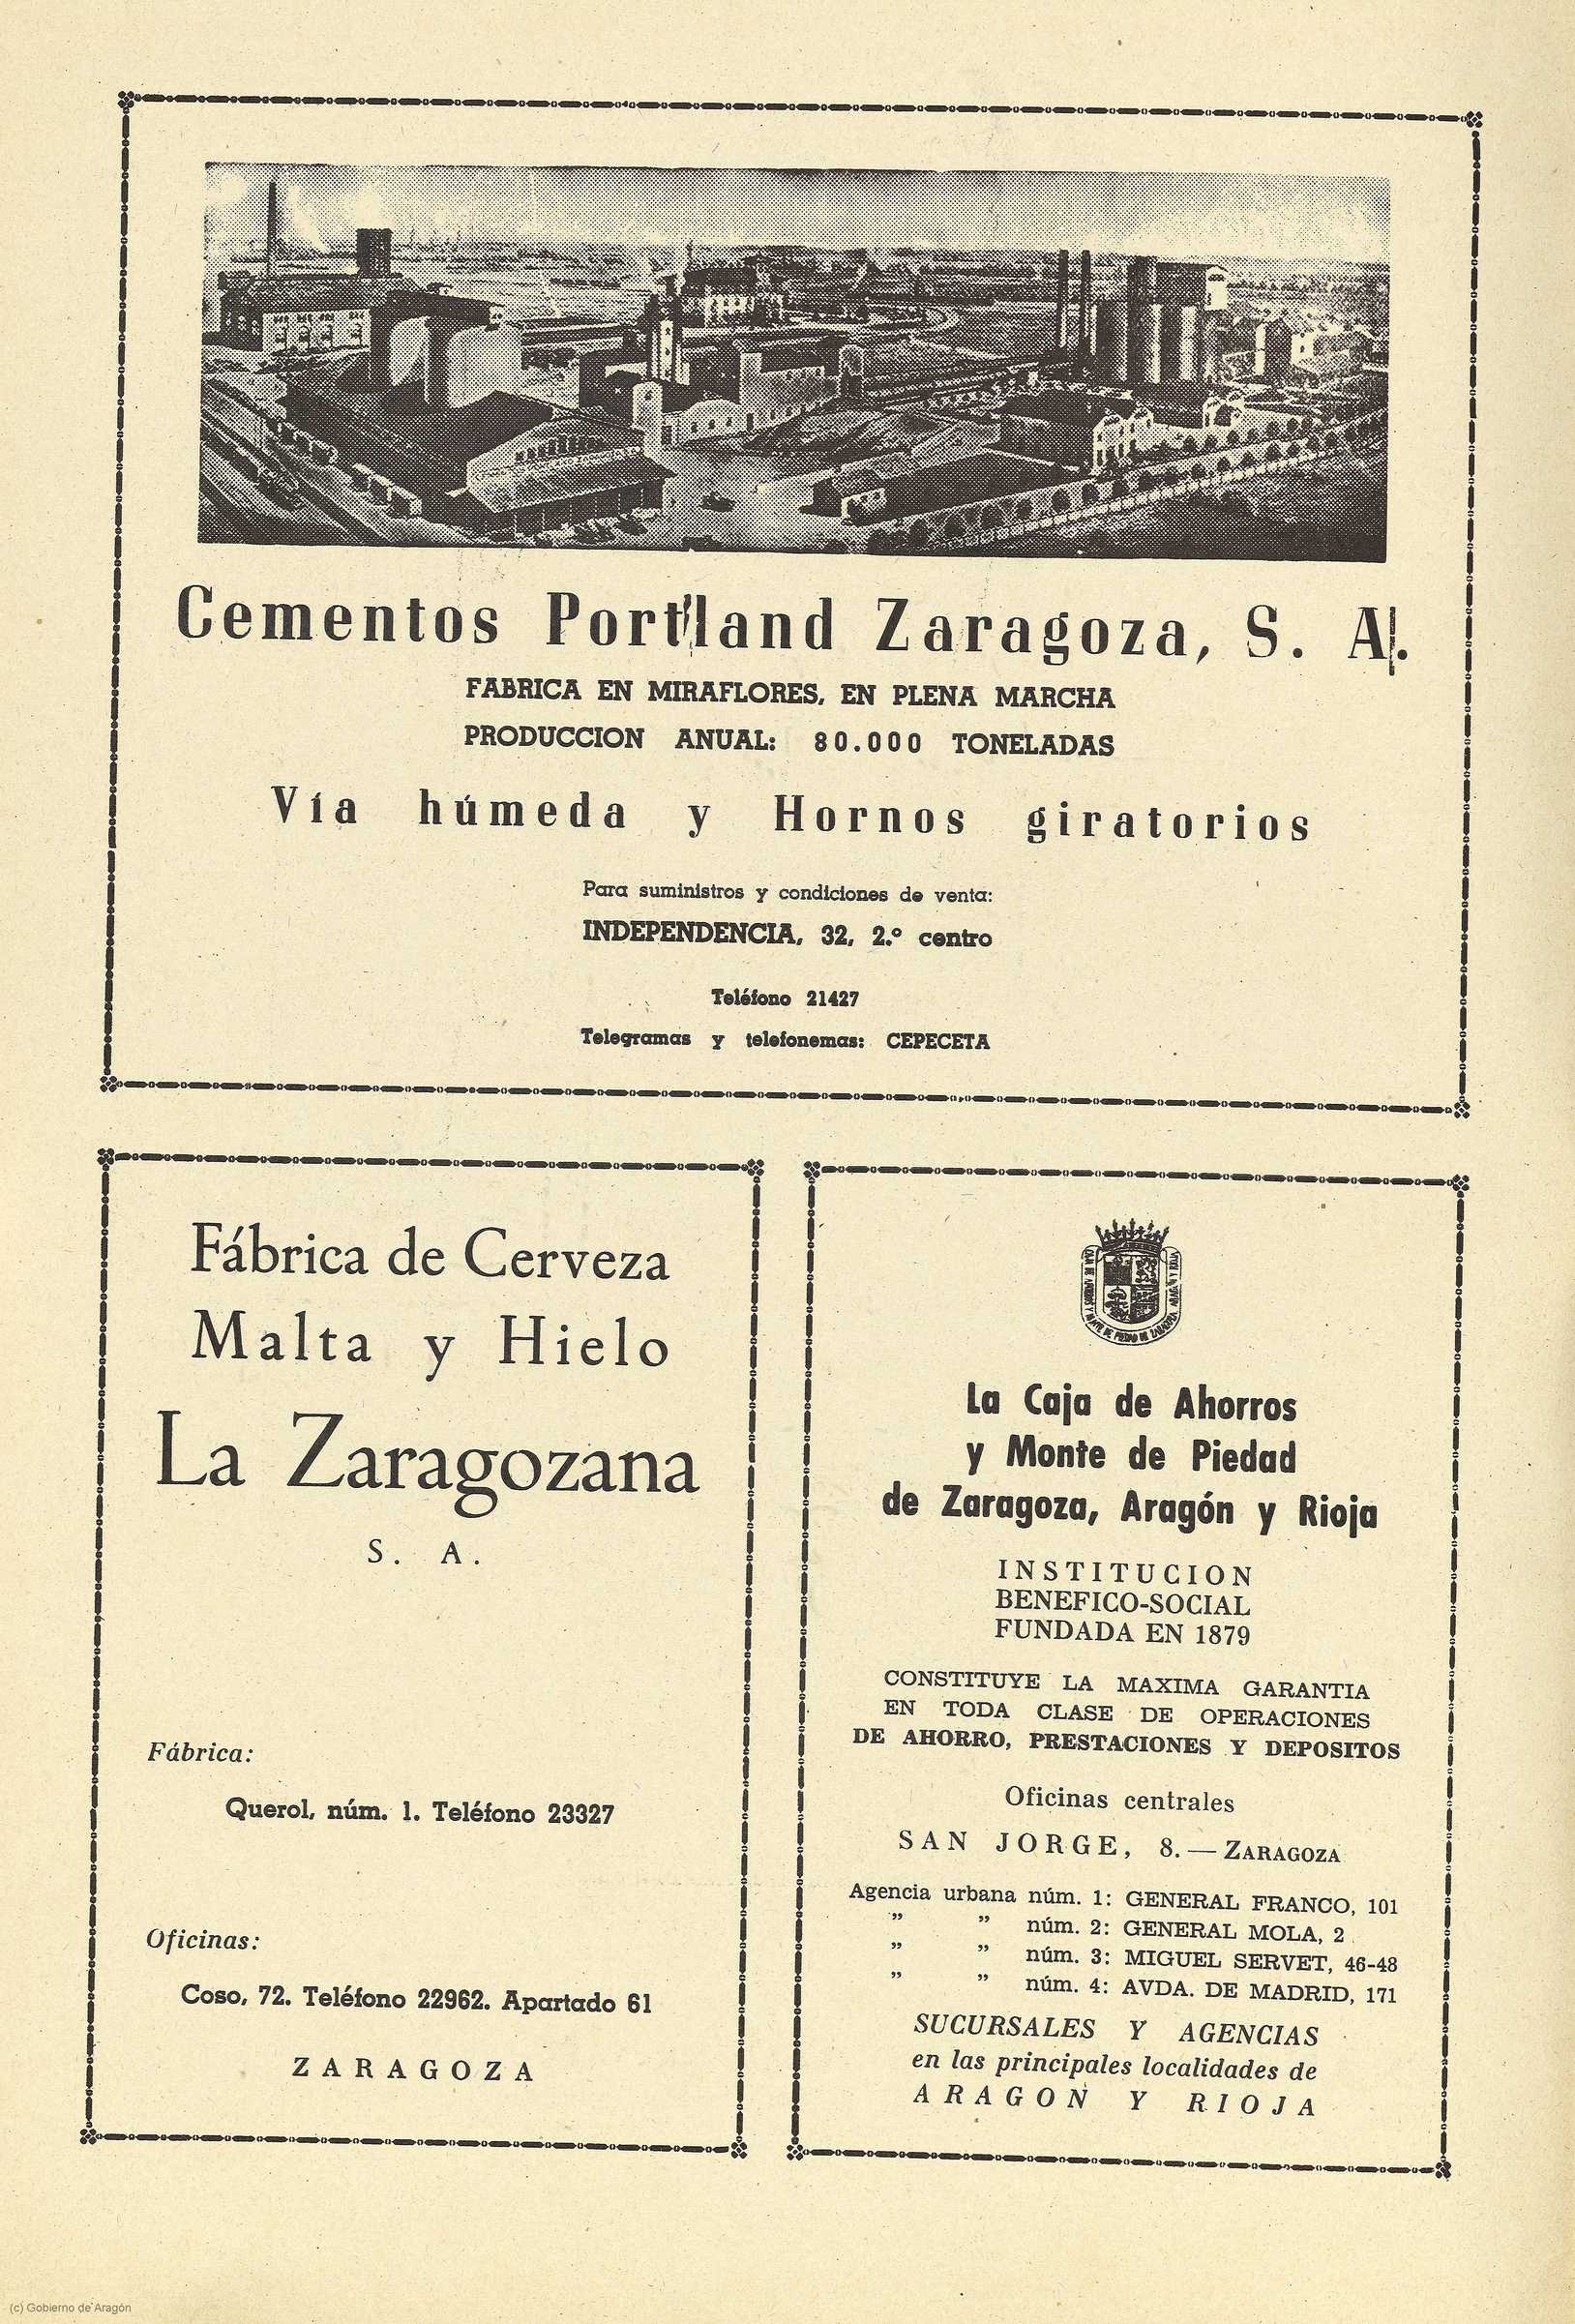 Cementos Portland Zaragoza, S. A.
FABRICA EN MIRAFLORES, EN PLENA MARCHA
PRODUCCION ANUAL: 80.000 TONELADAS
Vía húmeda y Hornos giratorios
Para suministros y condiciones de venta:
INDEPENDENCIA, 32, 2.º centro
Teléfono 21427
Telegramas y telefonemas: CEPECETA
Fábrica de Cerveza
Malta y Hielo
La Zaragozana
S. A.
Fábrica:
Querol, núm. 1. Teléfono 23327
Oficinas:
Coso, 72. Teléfono 22962. Apartado 61
ZARAGOZA
La Caja de Ahorros
y Monte de Piedad
de Zaragoza, Aragón y Rioja
INSTITUCION
BENEFICO-SOCIAL
FUNDADA EN 1879
CONSTITUYE LA MAXIMA GARANTIA
EN TODA CLASE DE OPERACIONES
DE AHORRO, PRESTACIONES Y DEPOSITOS
Oficinas centrales
SAN JORGE, 8. — ZARAGOZA
Agencia urbana núm. 1: GENERAL FRANCO, 101
” ” núm. 2: GENERAL MOLA, 2
” ” núm. 3: MIGUEL SERVET, 46-48
” ” núm. 4: AVDA. DE MADRID, 171
SUCURSALES Y AGENCIAS
en las principales localidades de
ARAGON Y RIOJA
(c) Gobierno de Aragón